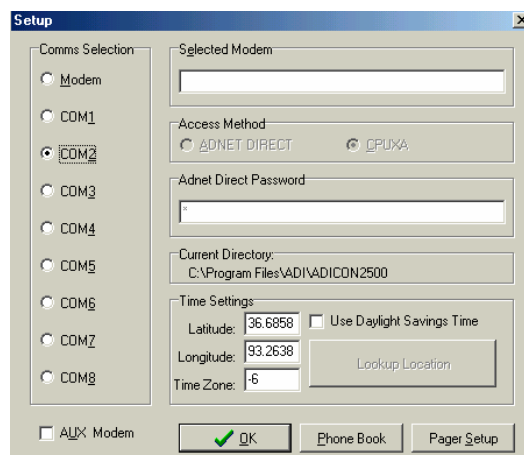 Setup
Comms Selection
Modem
COM1
COM2
COM3
COM4
COM5
COM6
COM7
COM8
AUX Modem
Selected Modem
Access Method
ADNET DIRECT
CPUXA
Adnet Direct Password
*
Current Directory:
C:\Program Files\ADI\ADICON2500
Time Settings
Latitude: 36.6858
Use Daylight Savings Time
Longitude: 93.2638
Lookup Location
Time Zone: -6
OK
Phone Book
Pager Setup